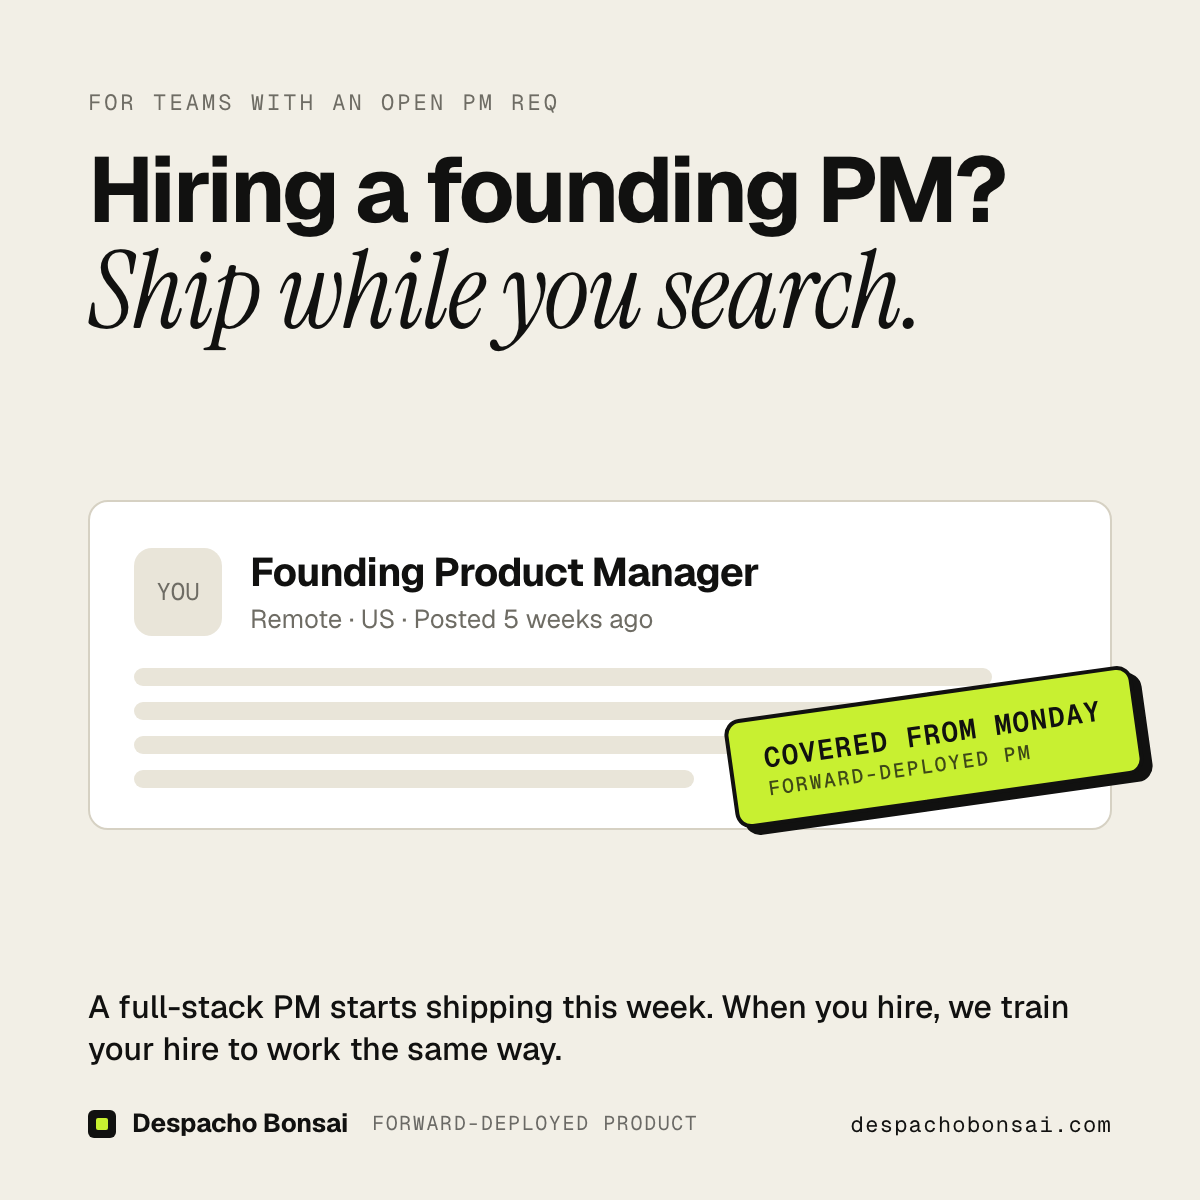 FOR TEAMS WITH AN OPEN PM REQ
Hiring a founding PM?
Ship while you search.
YOU
Founding Product Manager
Remote · US · Posted 5 weeks ago
COVERED FROM MONDAY
FORWARD-DEPLOYED PM
A full-stack PM starts shipping this week. When you hire, we train
your hire to work the same way.
Despacho Bonsai FORWARD-DEPLOYED PRODUCT despachobonsai.com